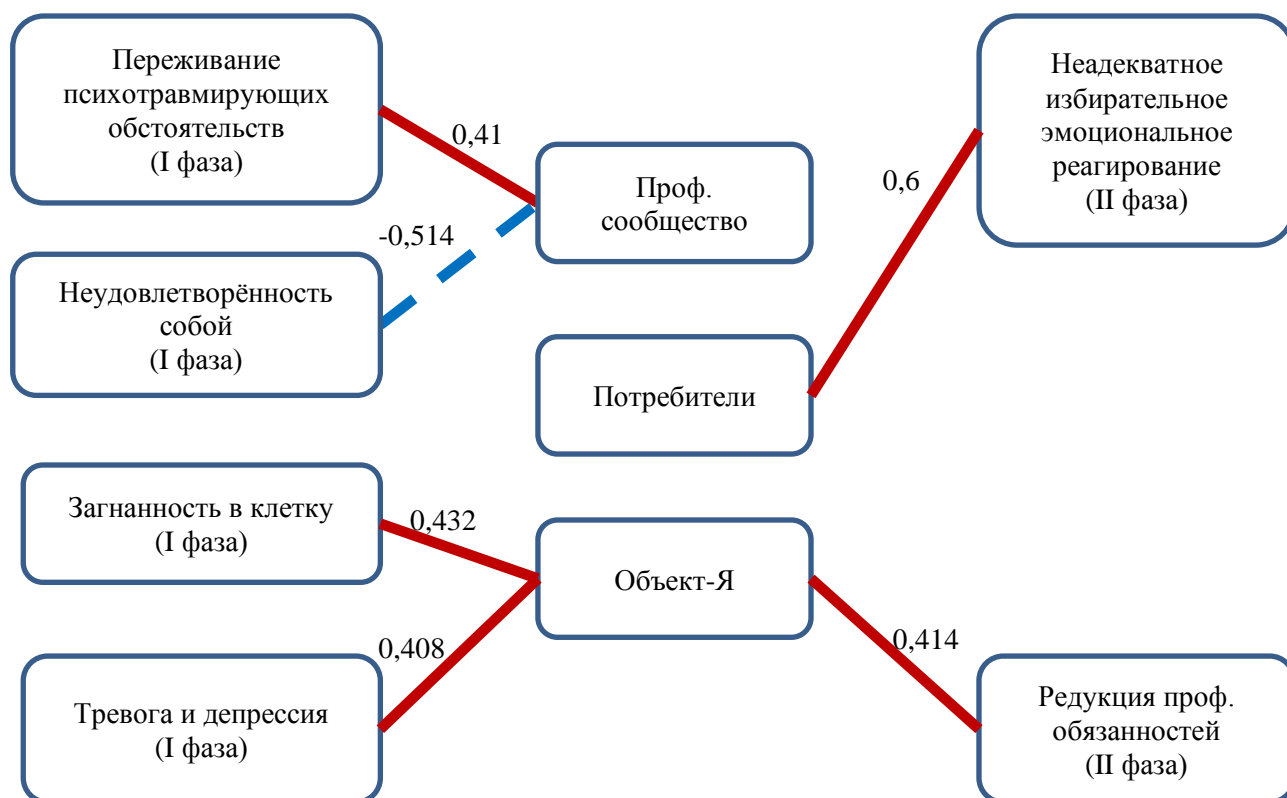 Переживание
психотравмирующих
обстоятельств
(I фаза)
0,41
Проф.
сообщество
Неадекватное
избирательное
эмоциональное
реагирование
(II фаза)
0,6
-0,514
Неудовлетворённость
собой
(I фаза)
Потребители
Загнанность в клетку
(I фаза)
0,432
Объект-Я
0,408
0,414
Тревога и депрессия
(I фаза)
Редукция проф.
обязанностей
(II фаза)